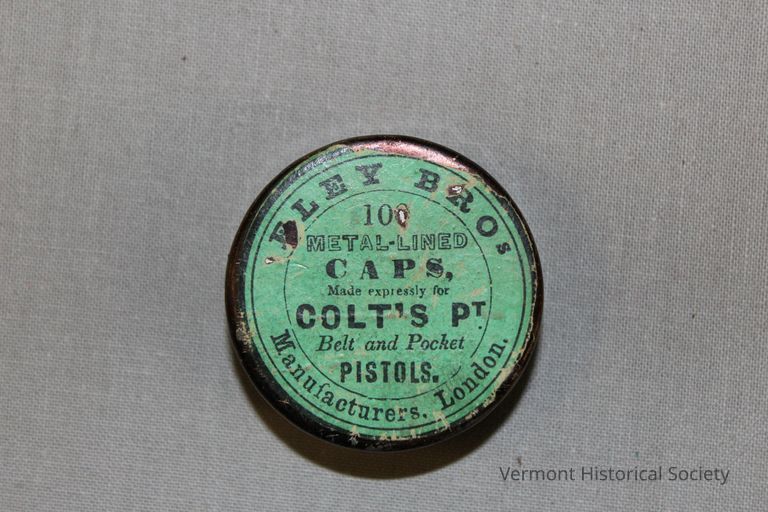 ELEY BROS
100
METAL-LINED
CAPS,
Made expressly for
COLT'S PT
Belt and Pocket
PISTOLS.
Manufacturers. London.
Vermont Historical Society